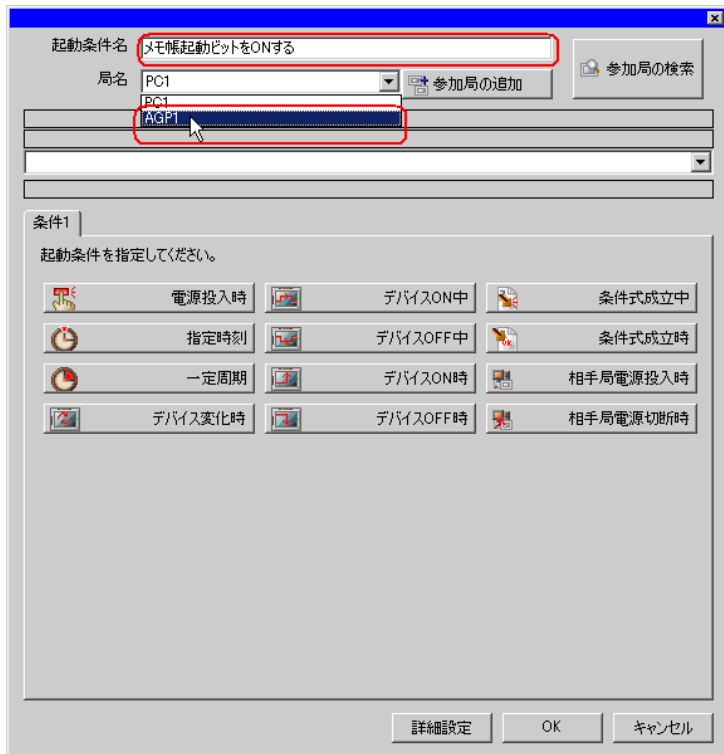 起動条件名 メモ帳起動ビットをONする
参加局の検索
局名 PC1 参加局の追加
PC1
AGP1
条件1
起動条件を指定してください。
電源投入時 デバイスON中 条件式成立中
指定時刻 デバイスOFF中 条件式成立時
一定周期 デバイスON時 相手局電源投入時
デバイス変化時 デバイスOFF時 相手局電源切断時
詳細設定 OK キャンセル